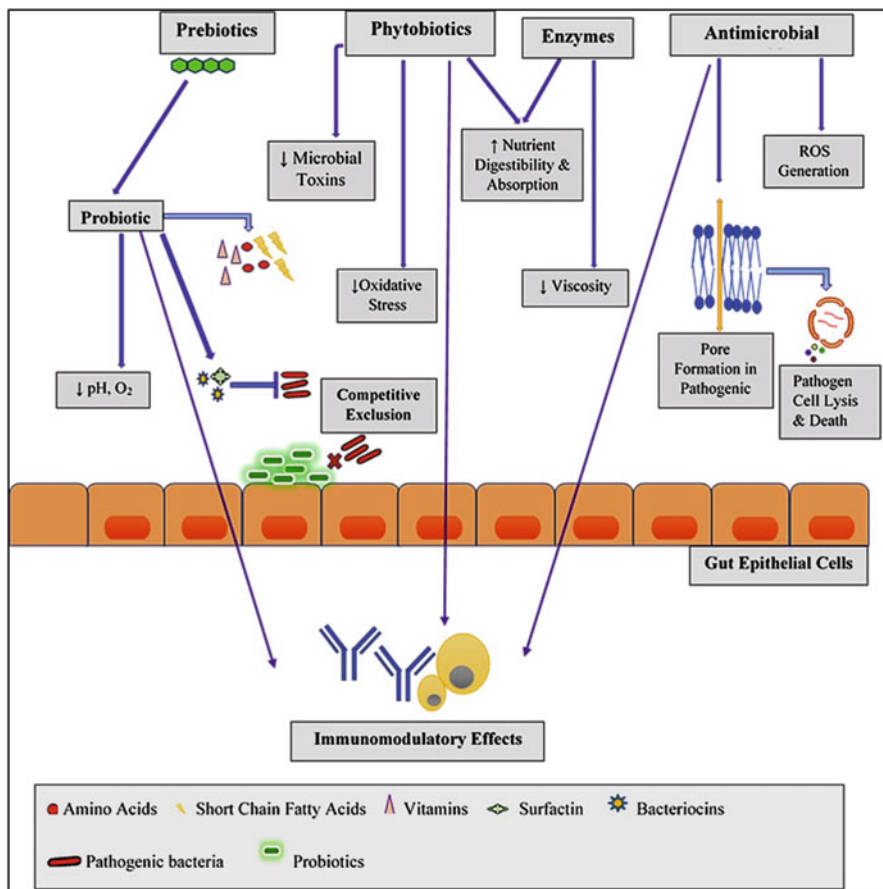 Prebiotics
Phytobiotics
Enzymes
Antimicrobial
↓ Microbial
Toxins
↑ Nutrient
Digestibility &
Absorption
ROS
Generation
Probiotic
↓Oxidative
Stress
↓ Viscosity
↓ pH, O₂
Competitive
Exclusion
Pore
Formation in
Pathogenic
Pathogen
Cell Lysis
& Death
Gut Epithelial Cells
Immunomodulatory Effects
Amino Acids
Short Chain Fatty Acids
Vitamins
Surfactin
Bacteriocins
Pathogenic bacteria
Probiotics